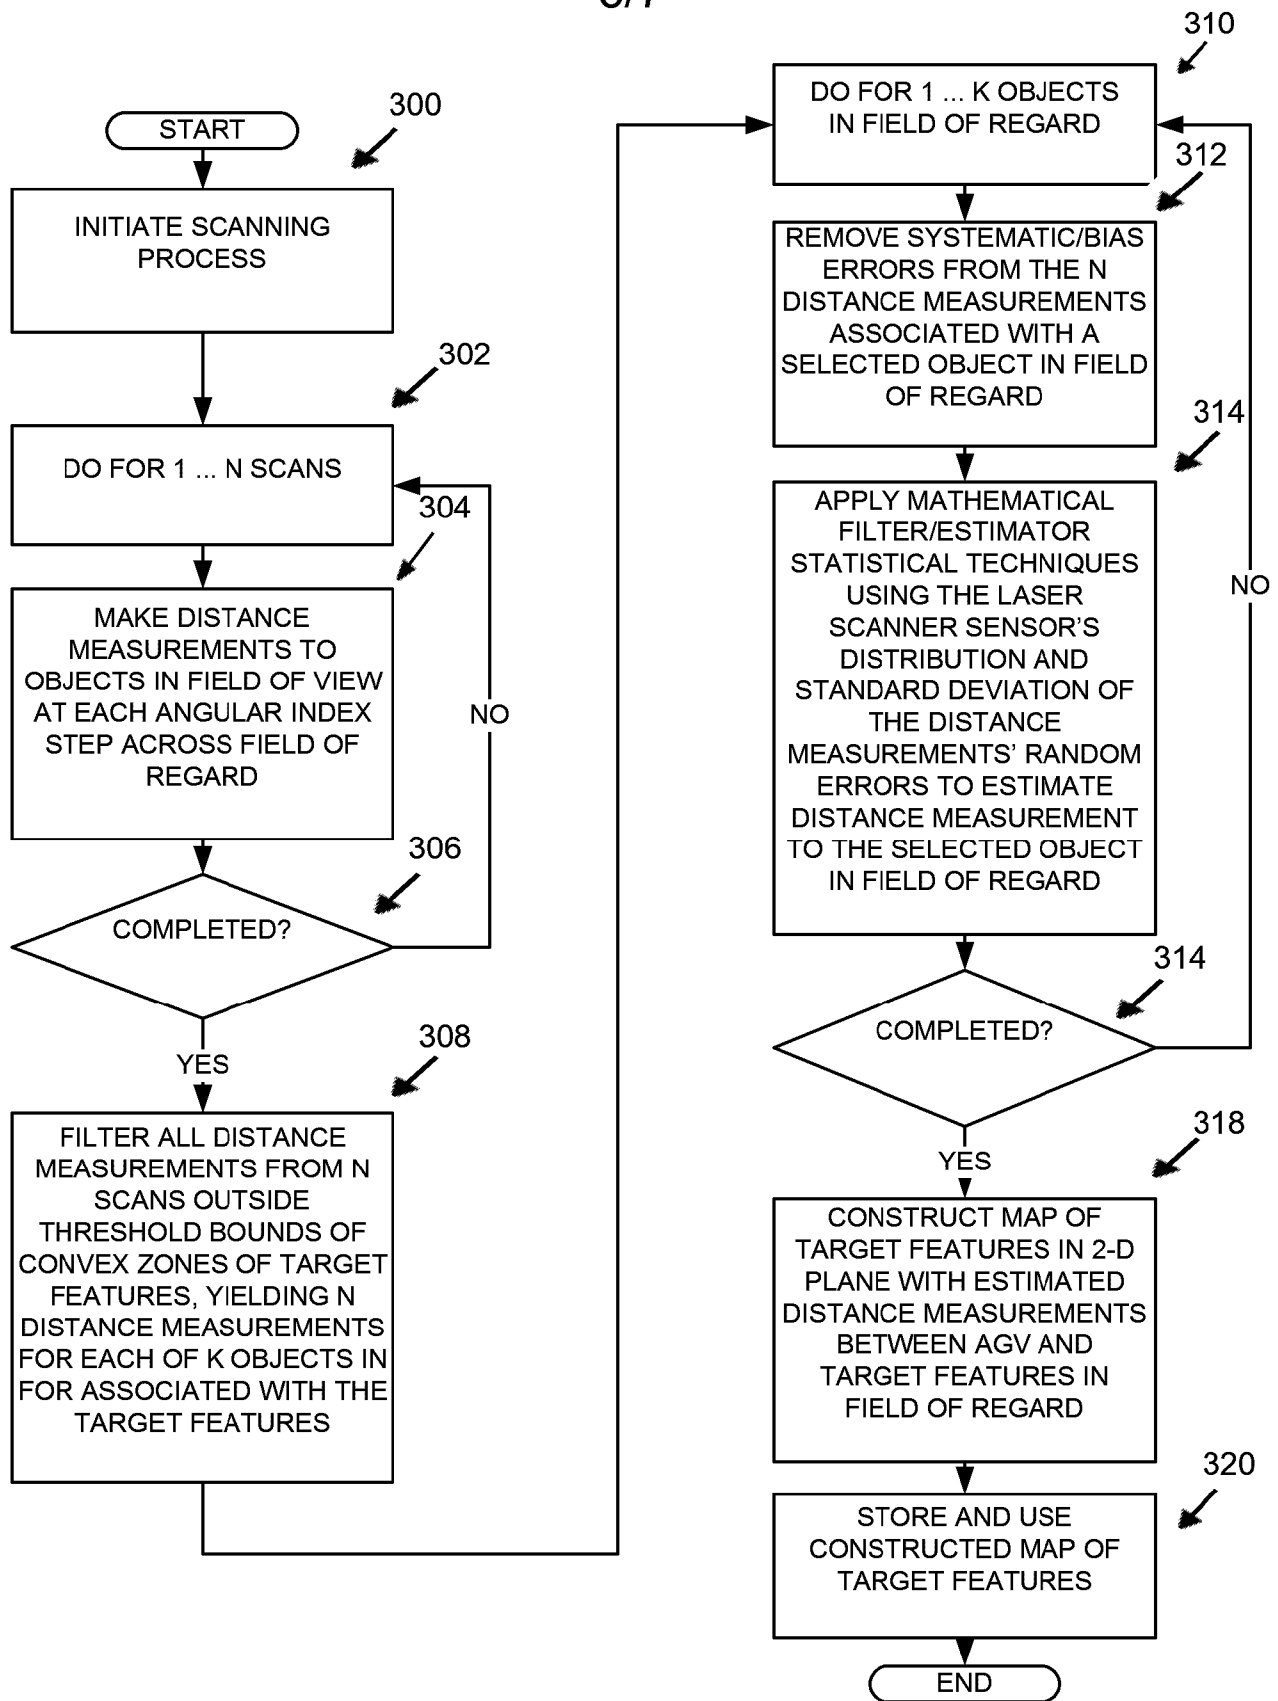 START
300
INITIATE SCANNING
PROCESS
302
DO FOR 1 ... N SCANS
304
MAKE DISTANCE
MEASUREMENTS TO
OBJECTS IN FIELD OF VIEW
AT EACH ANGULAR INDEX
STEP ACROSS FIELD OF
REGARD
NO
306
COMPLETED?
YES
308
FILTER ALL DISTANCE
MEASUREMENTS FROM N
SCANS OUTSIDE
THRESHOLD BOUNDS OF
CONVEX ZONES OF TARGET
FEATURES, YIELDING N
DISTANCE MEASUREMENTS
FOR EACH OF K OBJECTS IN
FOR ASSOCIATED WITH THE
TARGET FEATURES
310
DO FOR 1 ... K OBJECTS
IN FIELD OF REGARD
312
REMOVE SYSTEMATIC/BIAS
ERRORS FROM THE N
DISTANCE MEASUREMENTS
ASSOCIATED WITH A
SELECTED OBJECT IN FIELD
OF REGARD
314
APPLY MATHEMATICAL
FILTER/ESTIMATOR
STATISTICAL TECHNIQUES
USING THE LASER
SCANNER SENSOR'S
DISTRIBUTION AND
STANDARD DEVIATION OF
THE DISTANCE
MEASUREMENTS' RANDOM
ERRORS TO ESTIMATE
DISTANCE MEASUREMENT
TO THE SELECTED OBJECT
IN FIELD OF REGARD
NO
314
COMPLETED?
YES
318
CONSTRUCT MAP OF
TARGET FEATURES IN 2-D
PLANE WITH ESTIMATED
DISTANCE MEASUREMENTS
BETWEEN AGV AND
TARGET FEATURES IN
FIELD OF REGARD
320
STORE AND USE
CONSTRUCTED MAP OF
TARGET FEATURES
END